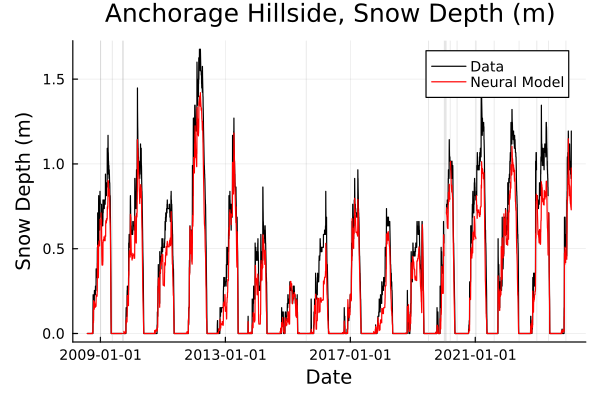 Anchorage Hillside, Snow Depth (m)
Data
Neural Model
1.5
1.0
0.5
0.0
Snow Depth (m)
2009-01-01
2013-01-01
2017-01-01
2021-01-01
Date